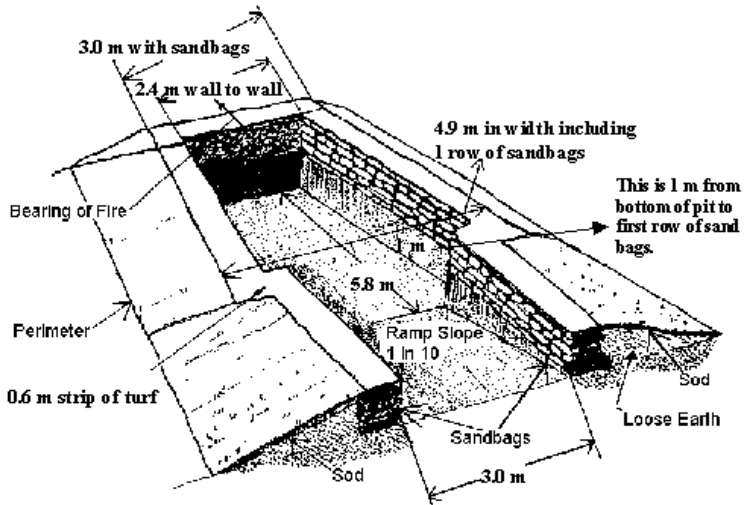 3.0 m with sandbags
2.4 m wall to wall
4.9 m in width including
1 row of sandbags
This is 1 m from
bottom of pit to
first row of sand
bags.
Bearing of Fire
1 m
5.8 m
Perimeter
Ramp Slope
1 In 10
0.6 m strip of turf
Sod
Loose Earth
Sandbags
Sod
3.0 m